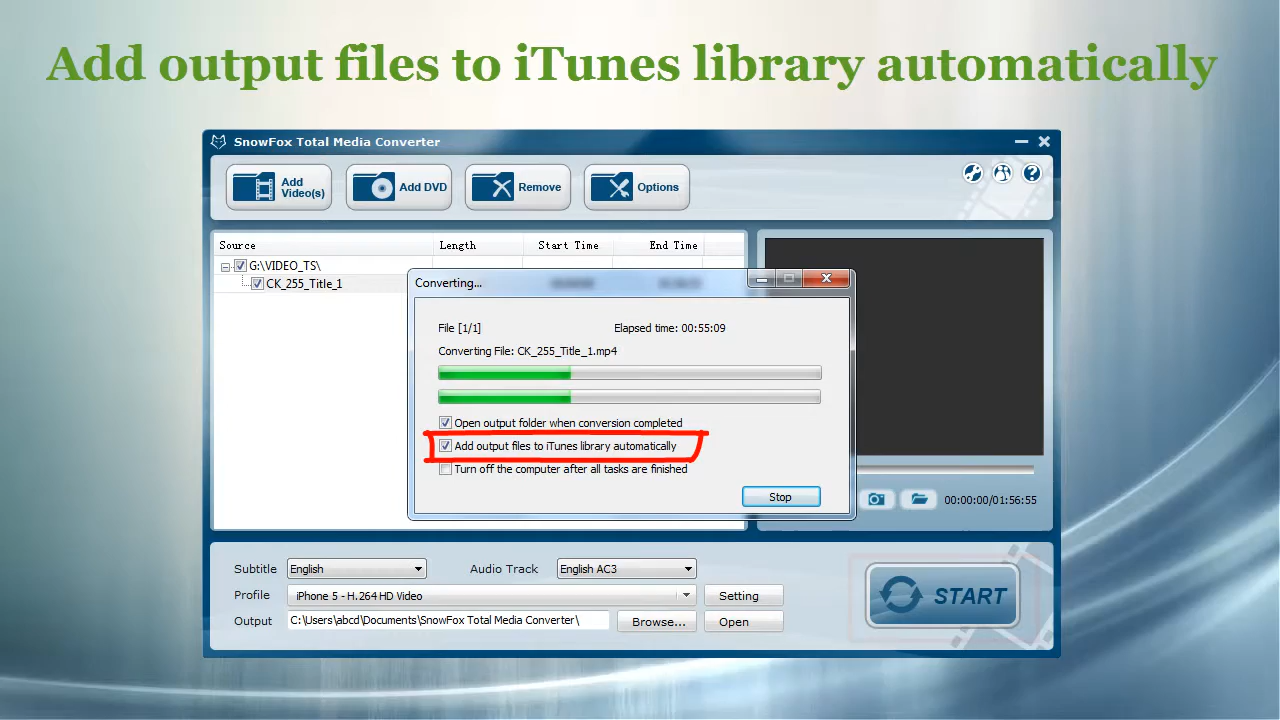 Add output files to iTunes library automatically
SnowFox Total Media Converter
Add Video(s)
Add DVD
Remove
Options
Source Length Start Time End Time
G:\VIDEO_TS\
CK_255_Title_1
Converting...
File [1/1] Elapsed time: 00:55:09
Converting File: CK_255_Title_1.mp4
Open output folder when conversion completed
Add output files to iTunes library automatically
Turn off the computer after all tasks are finished
Stop
00:00:00/01:56:55
Subtitle English Audio Track English AC3
Profile iPhone 5 - H.264 HD Video Setting
Output C:\Users\abcd\Documents\SnowFox Total Media Converter\ Browse... Open
START